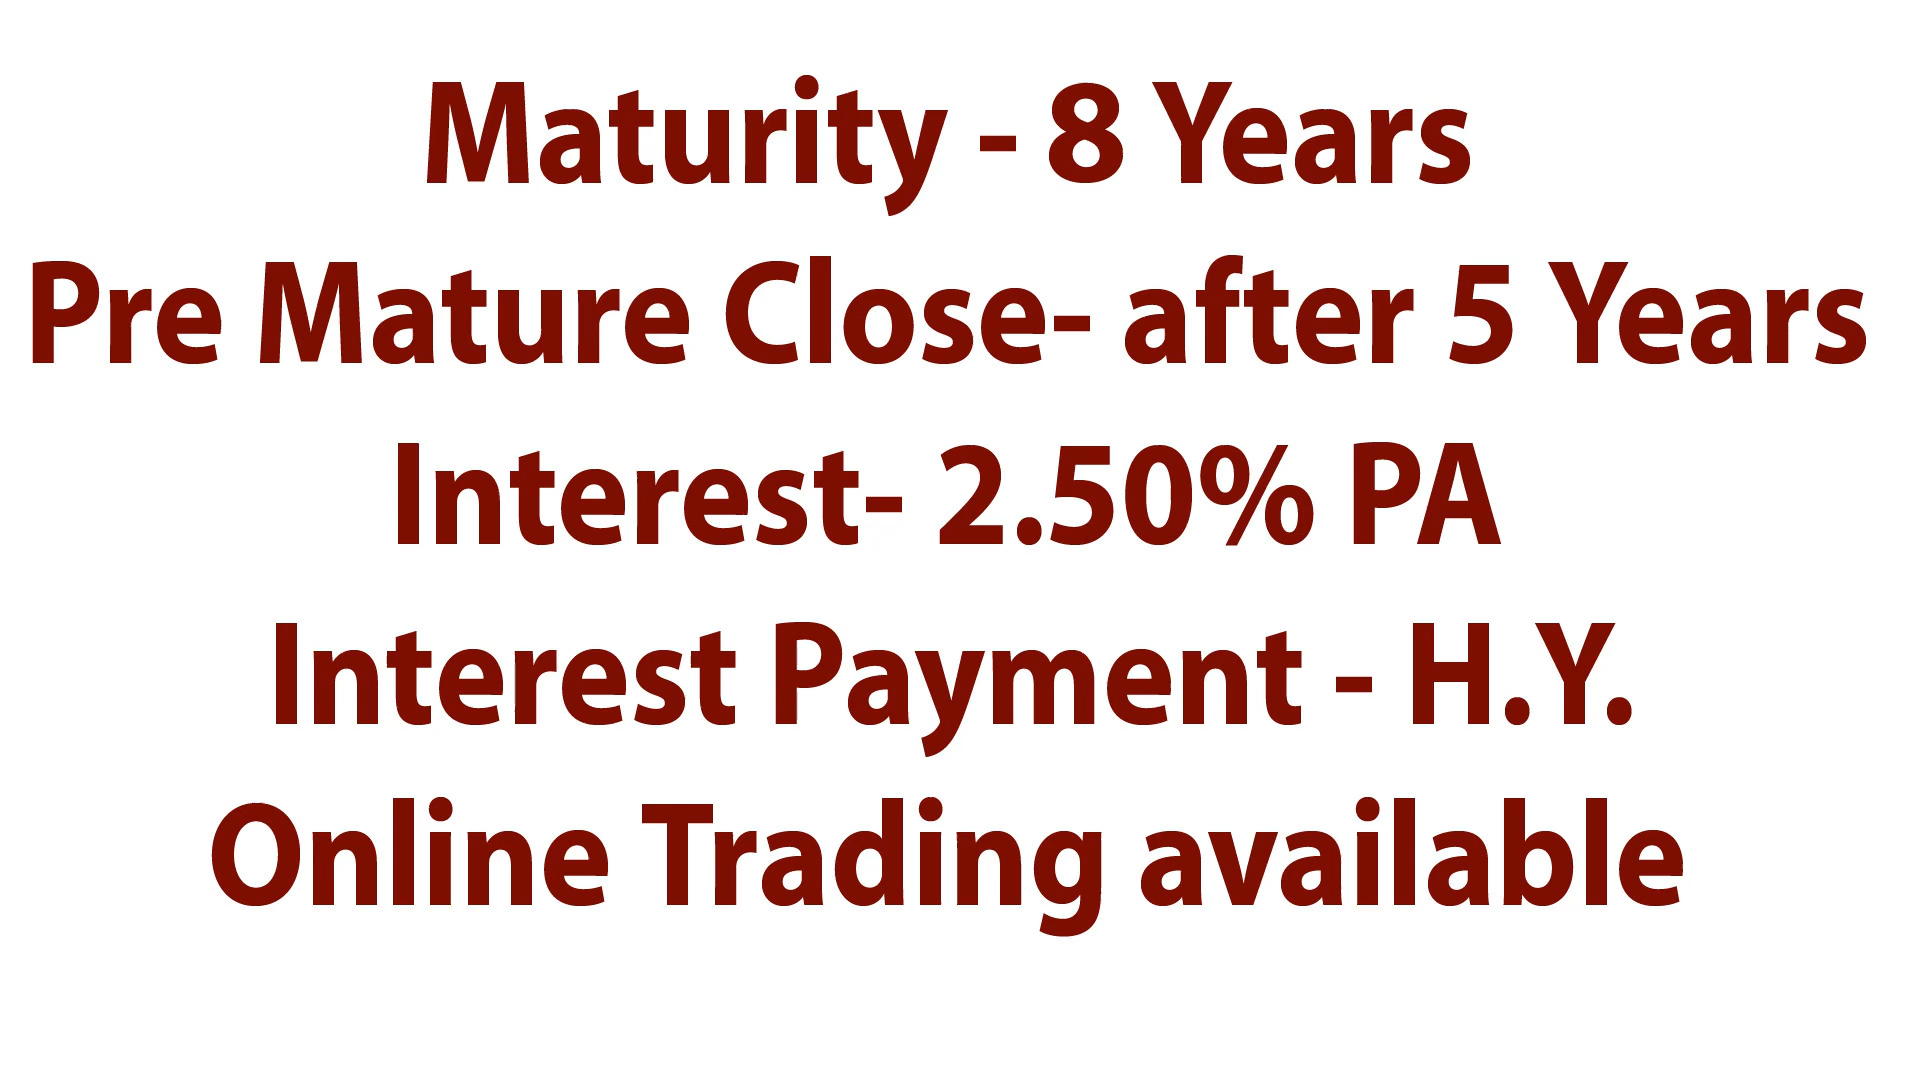 Maturity - 8 Years
Pre Mature Close- after 5 Years
Interest- 2.50% PA
Interest Payment - H.Y.
Online Trading available